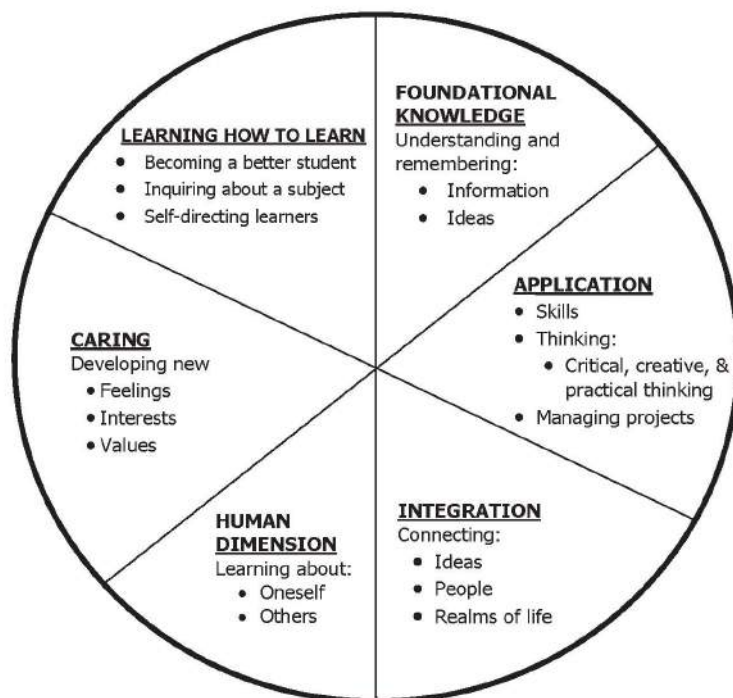 FOUNDATIONAL
KNOWLEDGE
Understanding and
remembering:
• Information
• Ideas
APPLICATION
• Skills
• Thinking:
• Critical, creative, &
practical thinking
• Managing projects
INTEGRATION
Connecting:
• Ideas
• People
• Realms of life
HUMAN
DIMENSION
Learning about:
• Oneself
• Others
CARING
Developing new
• Feelings
• Interests
• Values
LEARNING HOW TO LEARN
• Becoming a better student
• Inquiring about a subject
• Self-directing learners